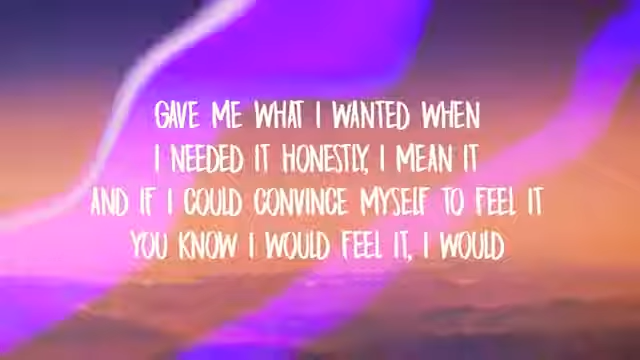 GAVE ME WHAT I WANTED WHEN
I NEEDED IT HONESTLY, I MEAN IT
AND IF I COULD CONVINCE MYSELF TO FEEL IT
YOU KNOW I WOULD FEEL IT, I WOULD